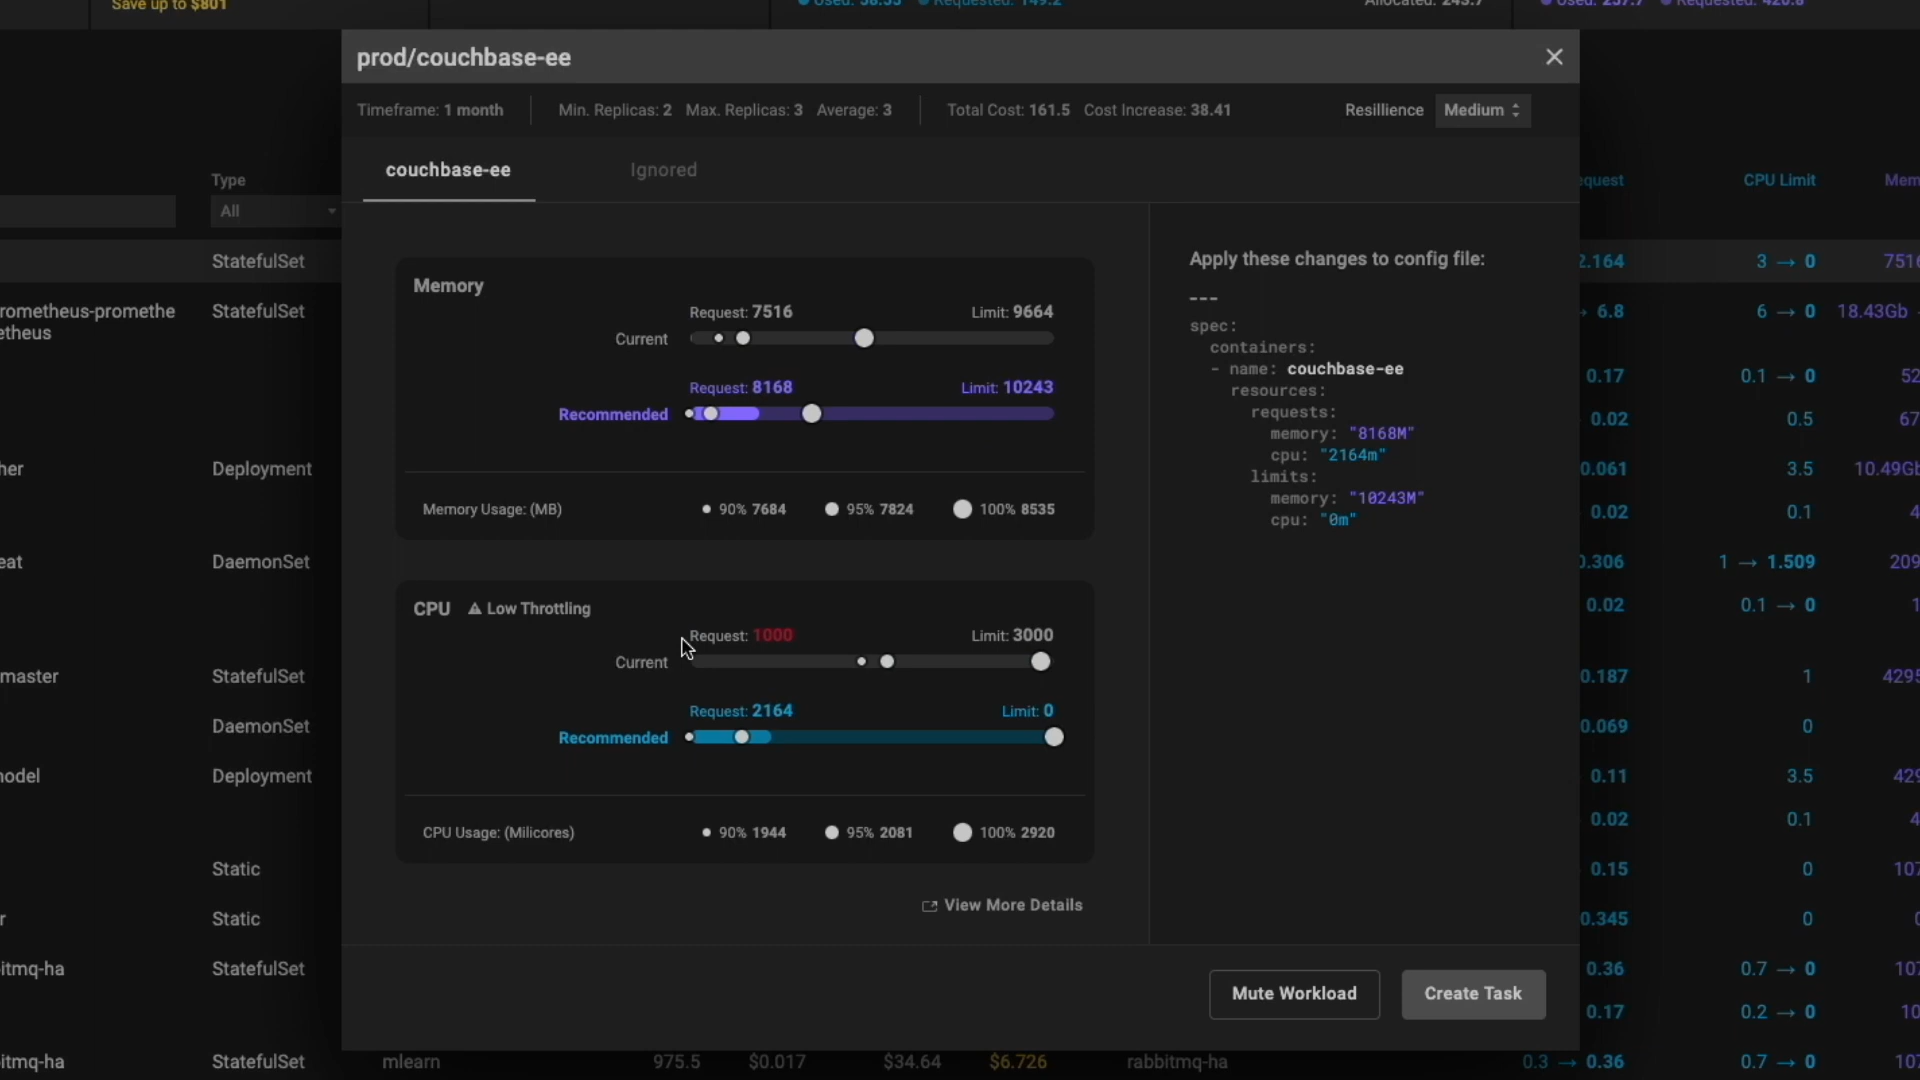 Save up to $801
prod/couchbase-ee
Timeframe: 1 month
Min. Replicas: 2 Max. Replicas: 3 Average: 3
Total Cost: 161.5 Cost Increase: 38.41
Resillience Medium
couchbase-ee
Ignored
Memory
Request: 7516 Limit: 9664
Current
Request: 8168 Limit: 10243
Recommended
Memory Usage: (MB) 90% 7684 95% 7824 100% 8535
CPU Low Throttling
Request: 1000 Limit: 3000
Current
Request: 2164 Limit: 0
Recommended
CPU Usage: (Milicores) 90% 1944 95% 2081 100% 2920
View More Details
Apply these changes to config file:
---
spec:
containers:
- name: couchbase-ee
resources:
requests:
memory: "8168M"
cpu: "2164m"
limits:
memory: "10243M"
cpu: "0m"
Mute Workload
Create Task
Type
All
StatefulSet
StatefulSet
Deployment
DaemonSet
master StatefulSet
DaemonSet
Deployment
Static
Static
StatefulSet
StatefulSet mlearn 975.5 $0.017 $34.64 $6.726 rabbitmq-ha 0.3 → 0.36 0.7 → 0
CPU Limit
3 → 0
→ 6.8 6 → 0 18.43Gb
0.17 0.1 → 0
0.02 0.5
0.061 3.5 10.49Gb
0.02 0.1
0.306 1 → 1.509
0.02 0.1 → 0
0.187 1
0.069 0
0.11 3.5
0.02 0.1
0.15 0
0.345 0
0.36 0.7 → 0
0.17 0.2 → 0